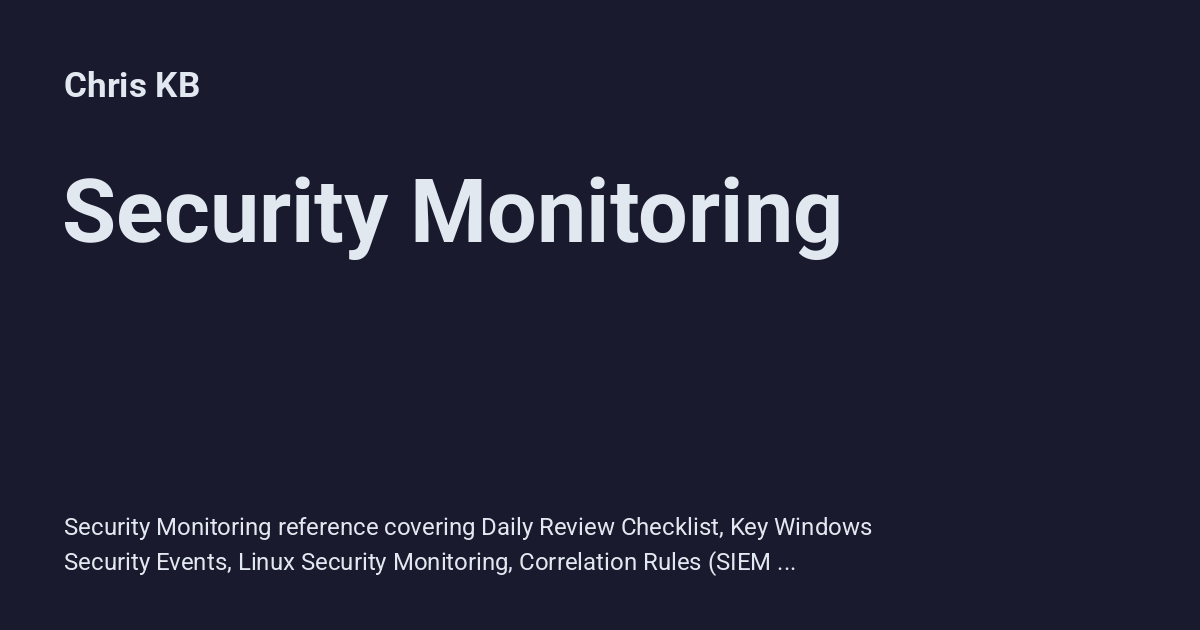 Chris KB
Security Monitoring
Security Monitoring reference covering Daily Review Checklist, Key Windows
Security Events, Linux Security Monitoring, Correlation Rules (SIEM ...